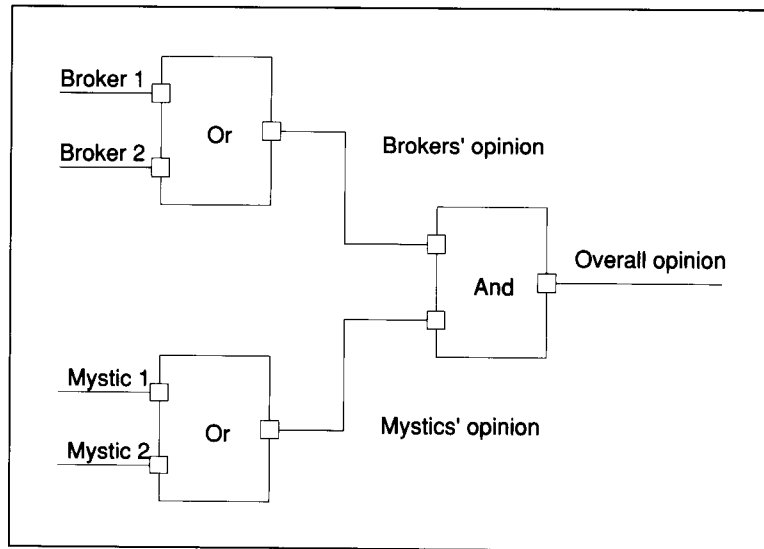 Broker 1
Or
Broker 2
Brokers' opinion
Overall opinion
And
Mystic 1
Or
Mystics' opinion
Mystic 2